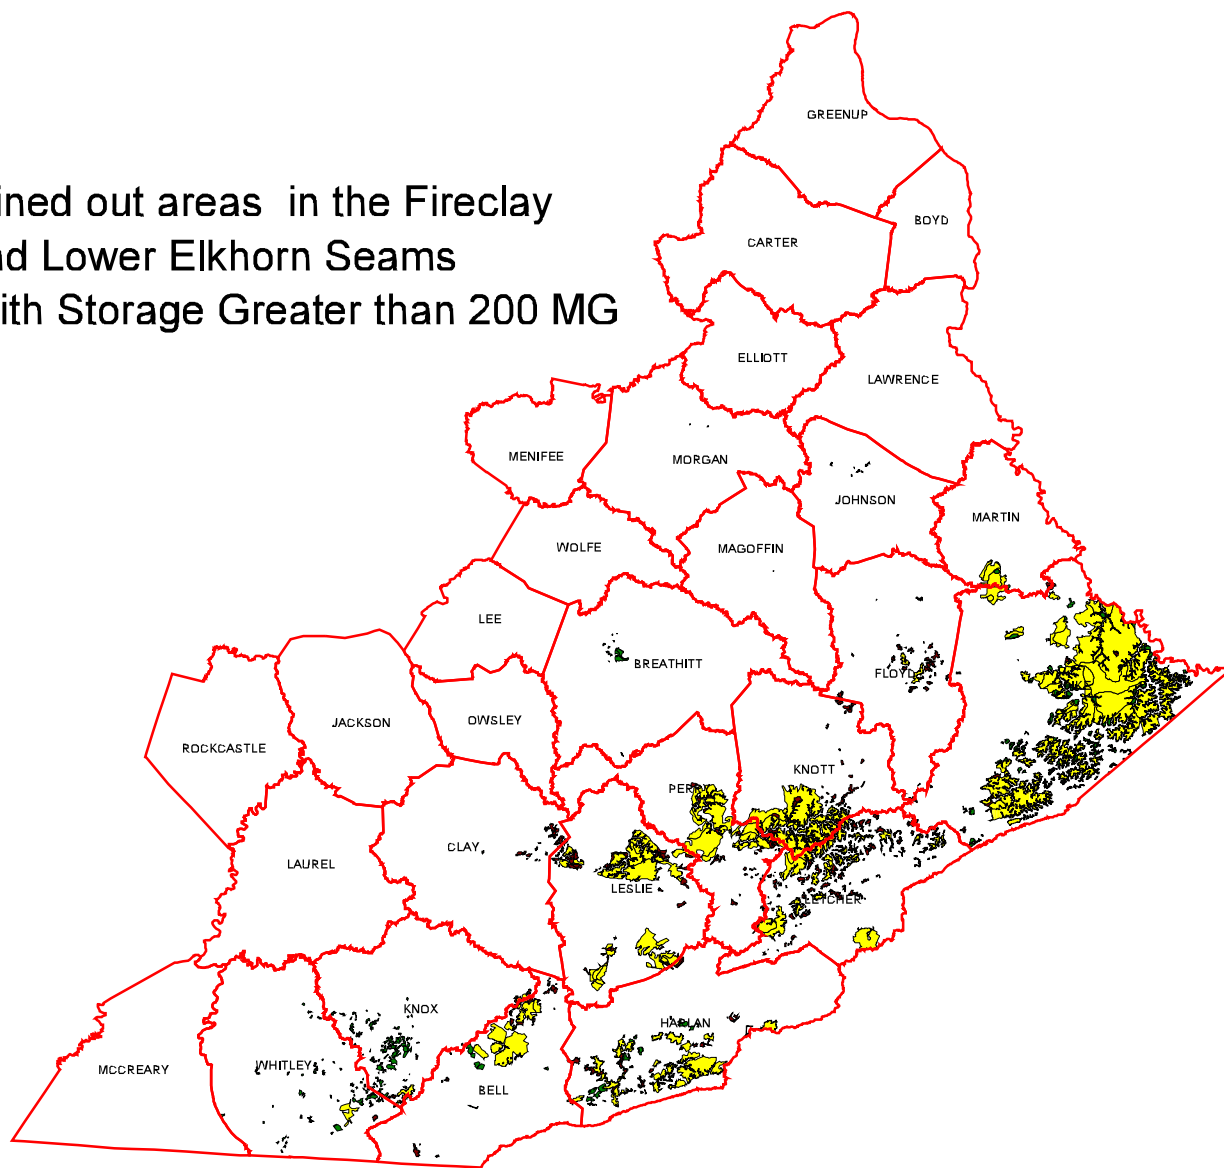 ined out areas in the Fireclay
nd Lower Elkhorn Seams
ith Storage Greater than 200 MG
GREENUP
BOYD
CARTER
ELLIOTT
LAWRENCE
MENIFEE
MORGAN
JOHNSON
MARTIN
WOLFE
MAGOFFIN
LEE
BREATHITT
FLOYD
JACKSON
OWSLEY
ROCKCASTLE
KNOTT
PERRY
CLAY
LAUREL
LESLIE
LETCHER
KNOX
HARLAN
MCCREARY
WHITLEY
BELL